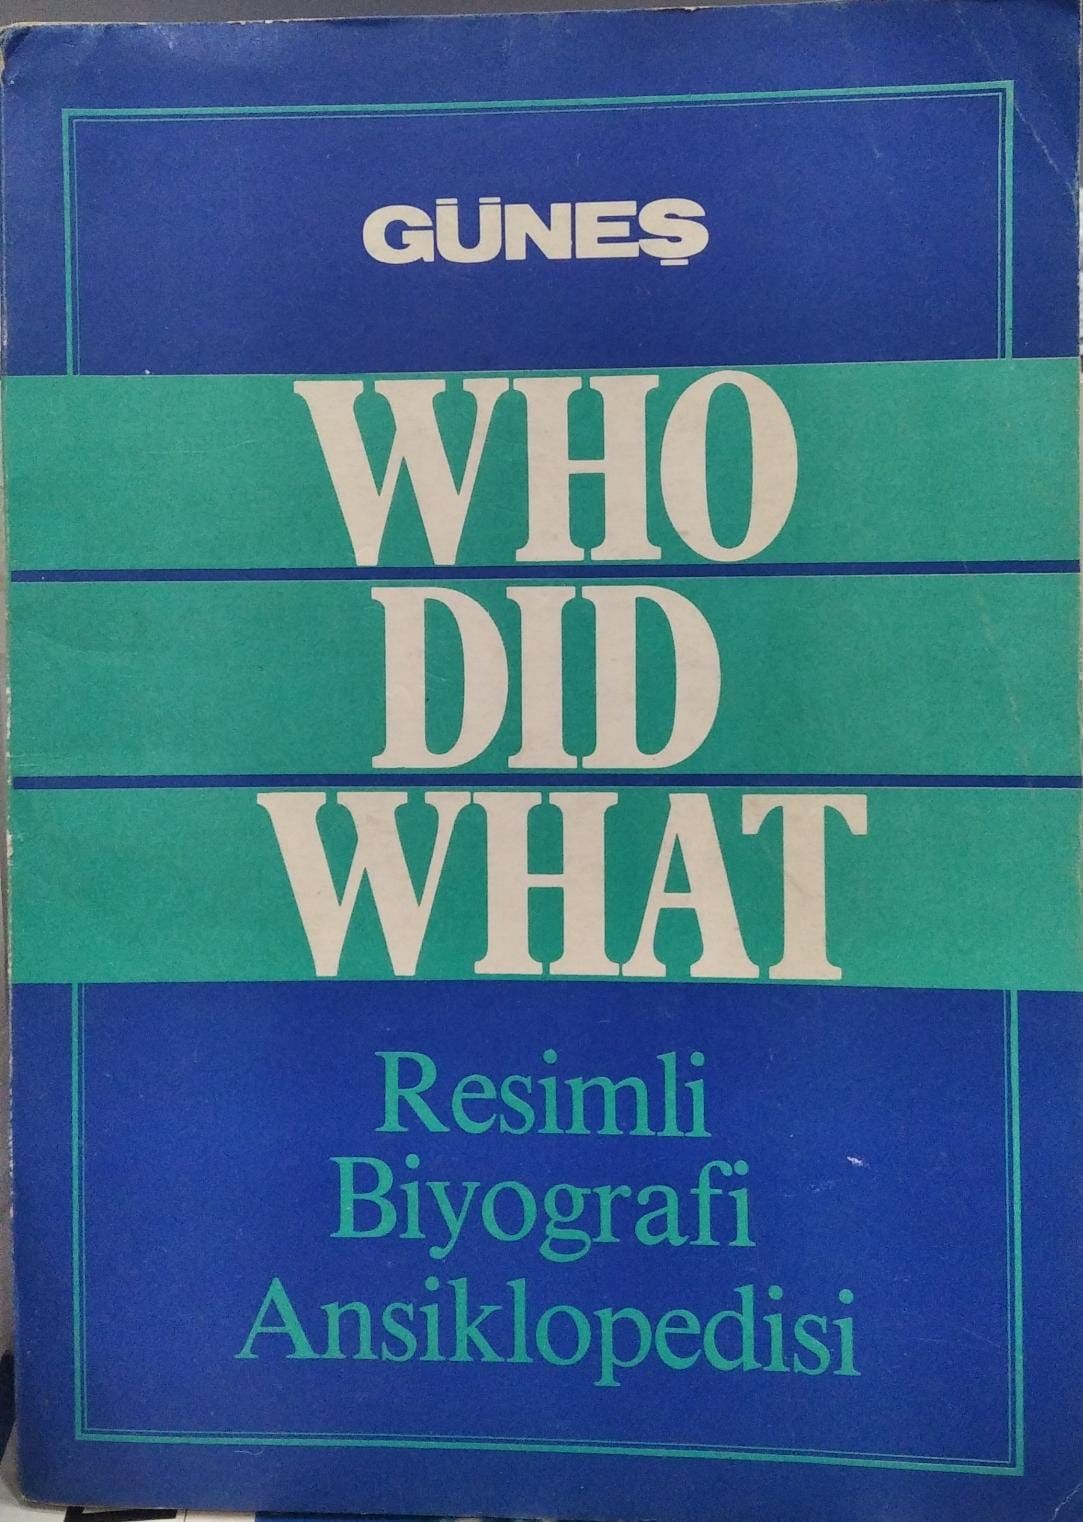 GÜNEŞ
WHO
DID
WHAT
Resimli
Biyografi
Ansiklopedisi